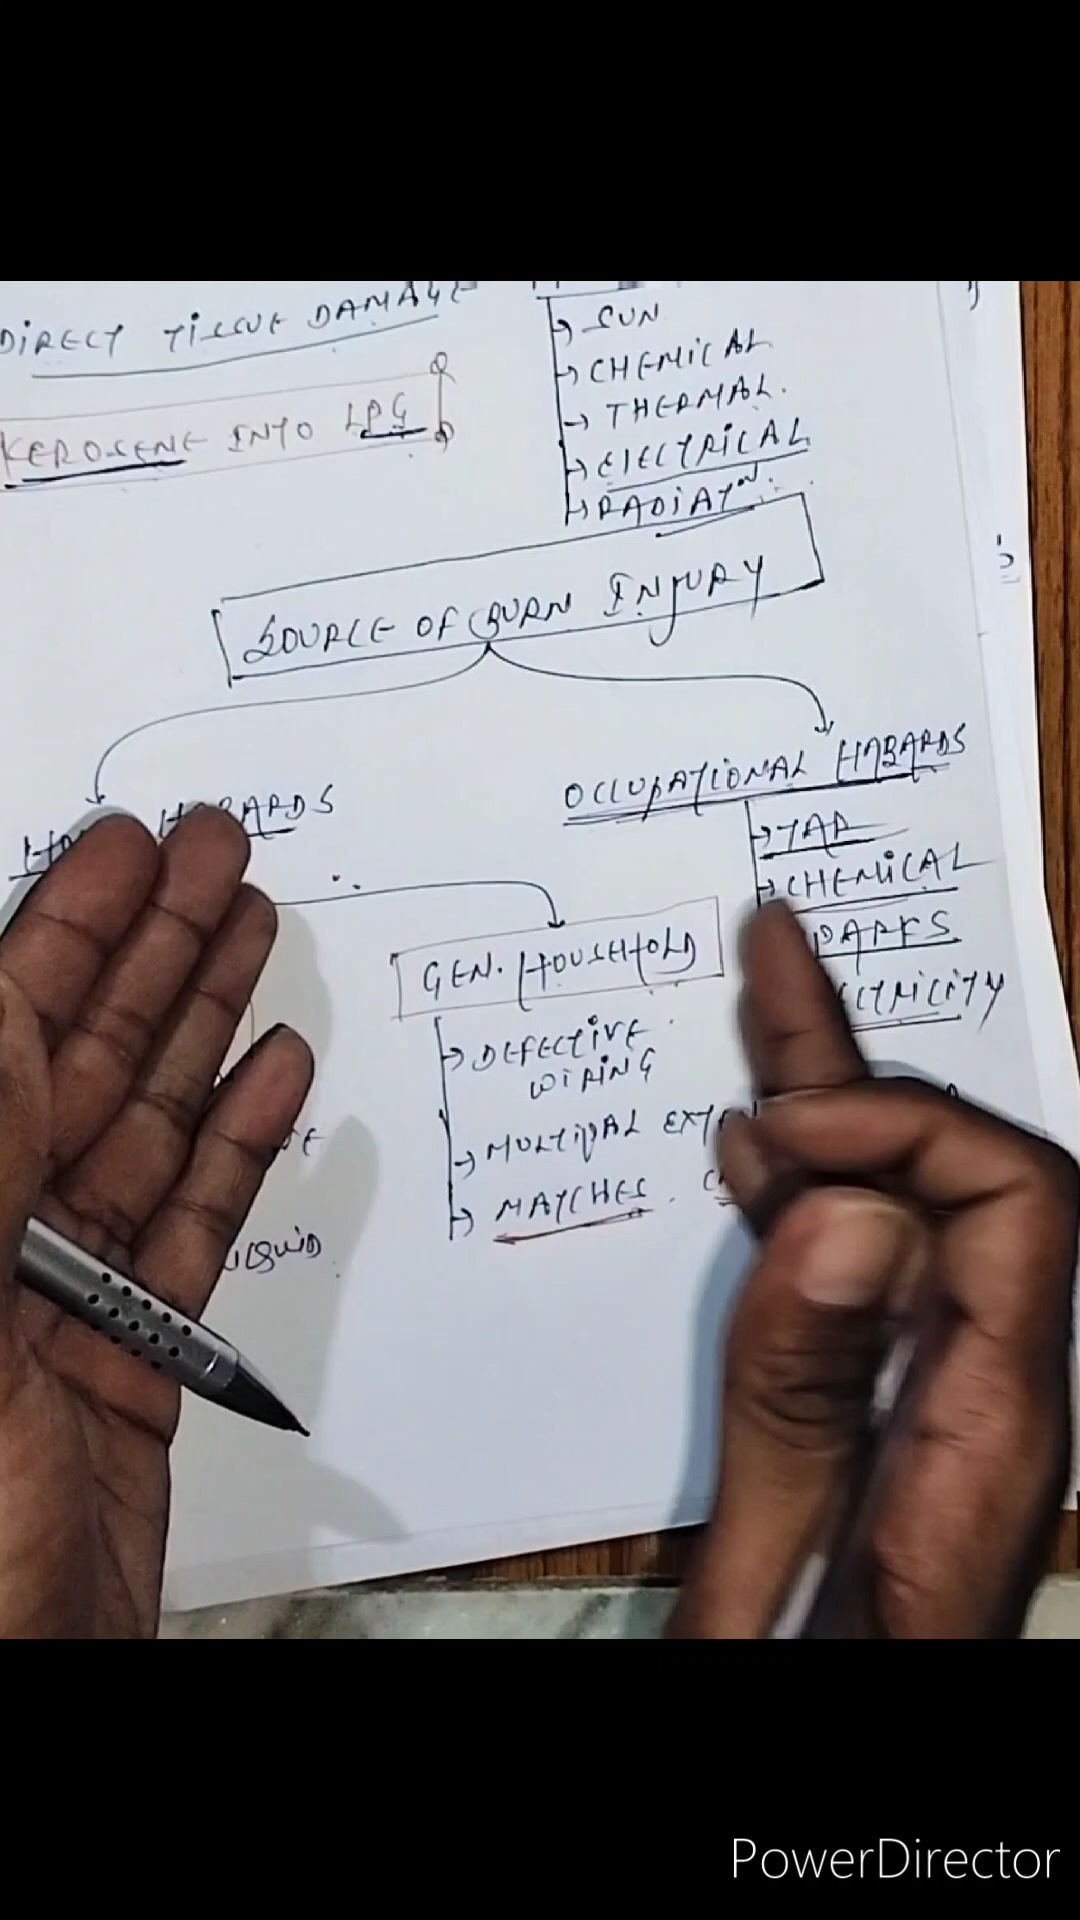 DIRECT TISSUE DAMAGE
KEROSENE INTO LPG
SUN
CHEMICAL
THERMAL.
ELECTRICAL
RADIATN.
SOURCE OF BURN INJURY
HAZARDS
OCCUPATIONAL HAZARDS
TAR
CHEMICAL
GEN. HOUSEHOLD
DEFECTIVE
WIRING
MULTIPAL
MATCHES.
PowerDirector